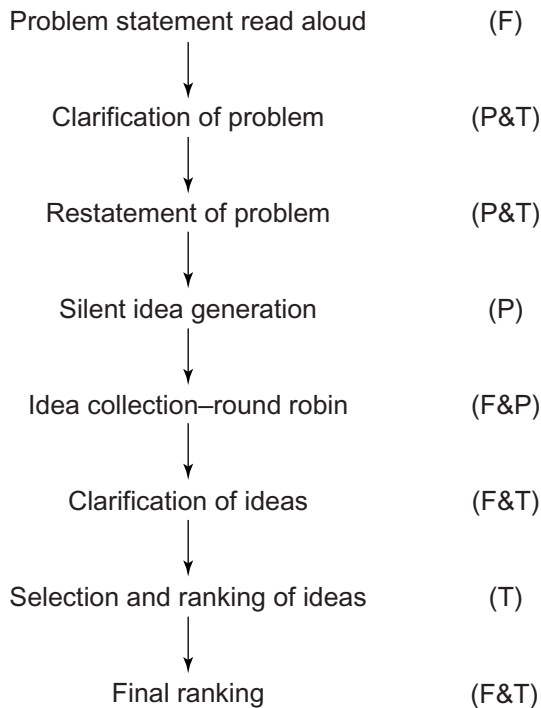 Problem statement read aloud (F)
Clarification of problem (P&T)
Restatement of problem (P&T)
Silent idea generation (P)
Idea collection–round robin (F&P)
Clarification of ideas (F&T)
Selection and ranking of ideas (T)
Final ranking (F&T)